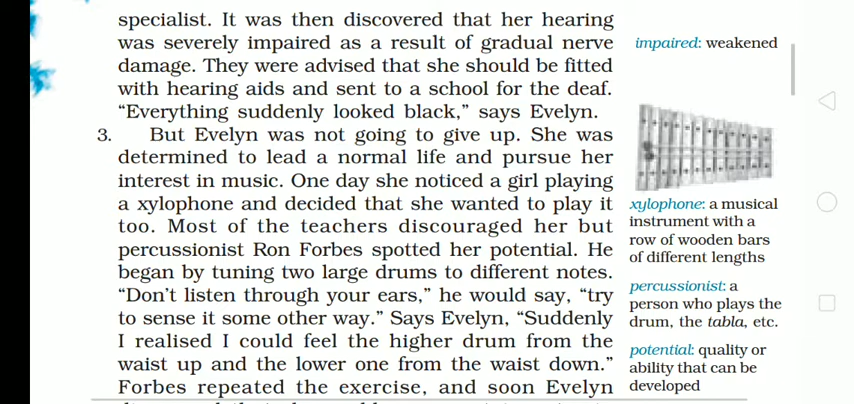 specialist. It was then discovered that her hearing
was severely impaired as a result of gradual nerve
damage. They were advised that she should be fitted
with hearing aids and sent to a school for the deaf.
“Everything suddenly looked black,” says Evelyn.
3. But Evelyn was not going to give up. She was
determined to lead a normal life and pursue her
interest in music. One day she noticed a girl playing
a xylophone and decided that she wanted to play it
too. Most of the teachers discouraged her but
percussionist Ron Forbes spotted her potential. He
began by tuning two large drums to different notes.
“Don’t listen through your ears,” he would say, “try
to sense it some other way.” Says Evelyn, “Suddenly
I realised I could feel the higher drum from the
waist up and the lower one from the waist down.”
Forbes repeated the exercise, and soon Evelyn
impaired: weakened
xylophone: a musical
instrument with a
row of wooden bars
of different lengths
percussionist: a
person who plays the
drum, the tabla, etc.
potential: quality or
ability that can be
developed